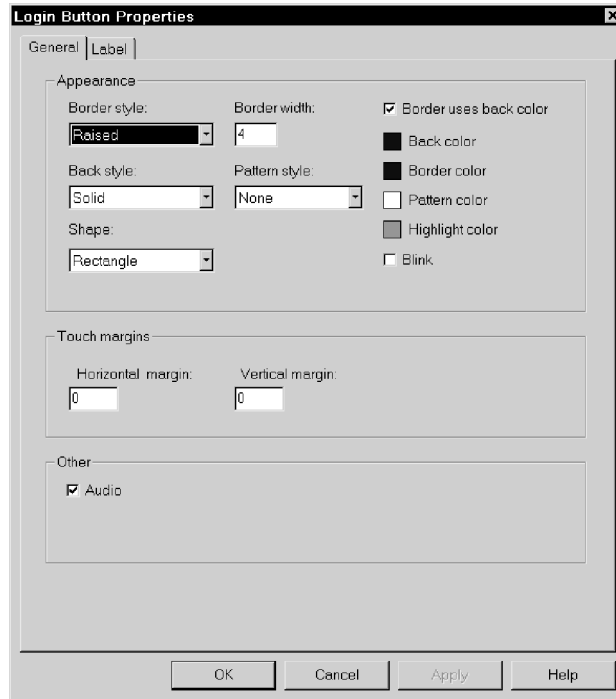 Login Button Properties
General Label
Appearance
Border style: Border width: Border uses back color
Raised 4 Back color
Border color
Back style: Pattern style:
Solid None Pattern color
Shape: Highlight color
Rectangle Blink
Touch margins
Horizontal margin: Vertical margin:
0 0
Other
Audio
OK Cancel Apply Help